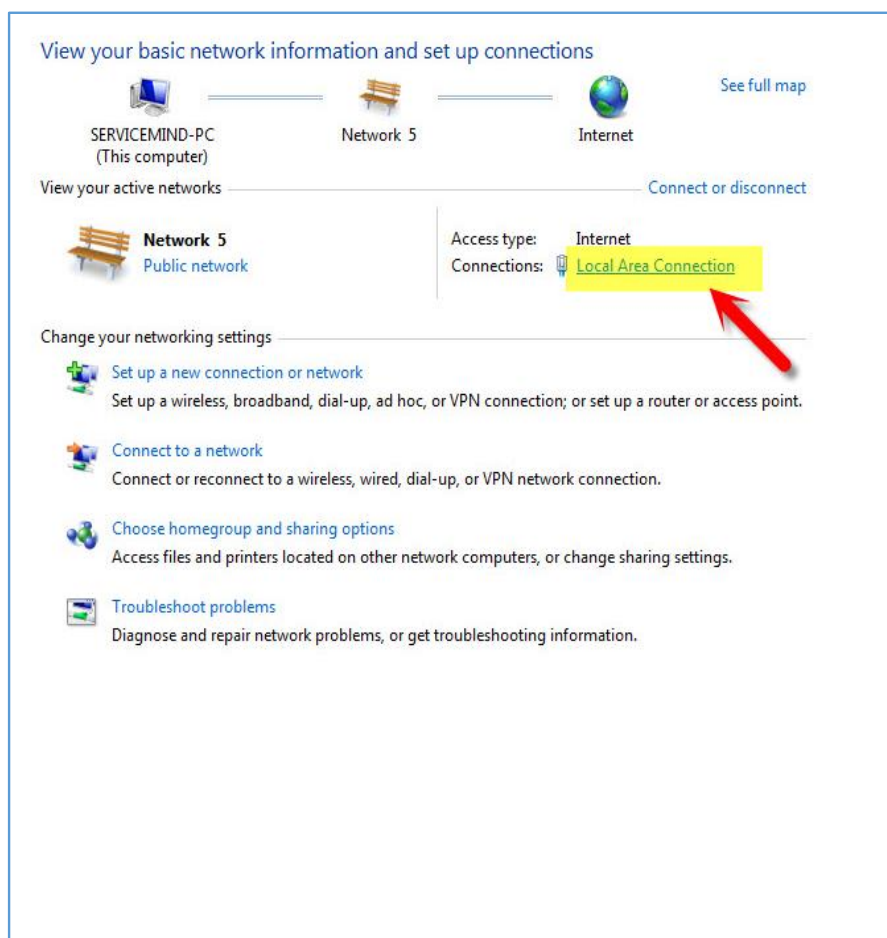 View your basic network information and set up connections
See full map
SERVICEMIND-PC
(This computer)
Network 5
Internet
View your active networks
Connect or disconnect
Network 5
Public network
Access type: Internet
Connections: Local Area Connection
Change your networking settings
Set up a new connection or network
Set up a wireless, broadband, dial-up, ad hoc, or VPN connection; or set up a router or access point.
Connect to a network
Connect or reconnect to a wireless, wired, dial-up, or VPN network connection.
Choose homegroup and sharing options
Access files and printers located on other network computers, or change sharing settings.
Troubleshoot problems
Diagnose and repair network problems, or get troubleshooting information.